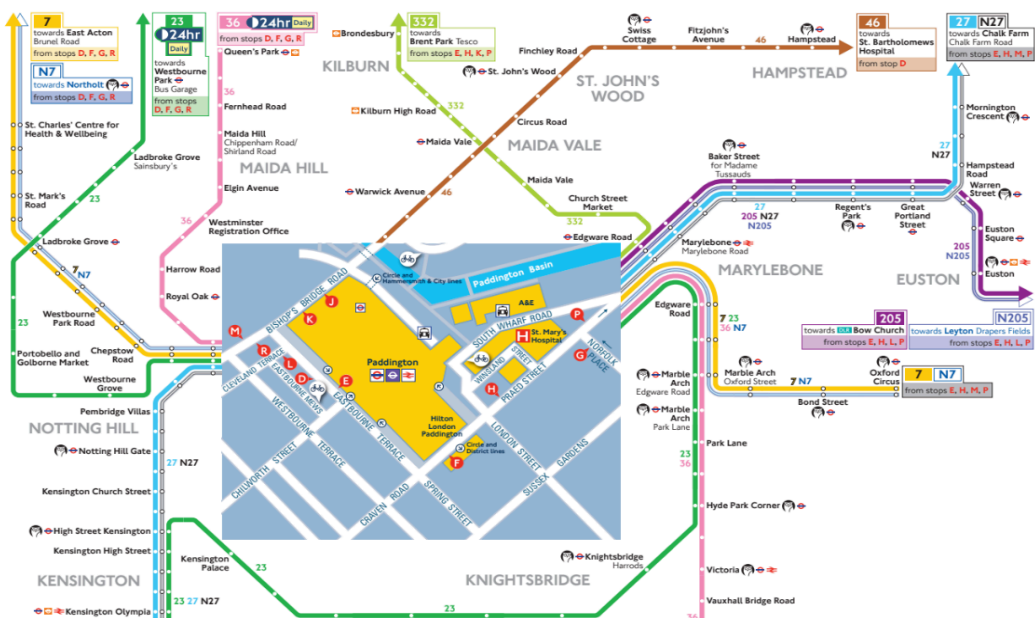 7
towards East Acton
Brunel Road
from stops D, F, G, R
N7
towards Northolt
from stops D, F, G, R
23
24hr
Daily
towards
Westbourne
Park
Bus Garage
from stops
D, F, G, R
36 24hr Daily
from stops D, F, G, R
Queen's Park
36
Fernhead Road
Maida Hill
Chippenham Road/
Shirland Road
MAIDA HILL
Elgin Avenue
36
Westminster
Registration Office
Harrow Road
Royal Oak
332
towards
Brent Park Tesco
from stops E, H, K, P
Brondesbury
KILBURN
St. John's Wood
332
Kilburn High Road
Maida Vale
MAIDA VALE
Maida Vale
Church Street
Market
332
Edgware Road
46
towards
St. Bartholomews
Hospital
from stop D
Hampstead
46
Fitzjohn's
Avenue
Swiss
Cottage
Finchley Road
HAMPSTEAD
ST. JOHN'S
WOOD
Circus Road
Warwick Avenue
46
27 N27
towards Chalk Farm
Chalk Farm Road
from stops E, H, M, P
Mornington
Crescent
27
N27
Hampstead
Road
Warren
Street
Baker Street
for Madame
Tussauds
27
205 N27
N205
Regent's
Park
Great
Portland
Street
Euston
Square
205
N205
Euston
EUSTON
Marylebone
Marylebone Road
MARYLEBONE
205
towards DLR Bow Church
from stops E, H, L, P
N205
towards Leyton Drapers Fields
from stops E, H, L, P
Edgware
Road
7 23
36 N7
Marble Arch
Oxford Street
7 N7
Bond Street
Oxford
Circus
7 N7
from stops E, H, M, P
Marble
Arch
Edgware Road
Marble
Arch
Park Lane
Park Lane
23
36
Hyde Park Corner
Knightsbridge
Harrods
Victoria
Vauxhall Bridge Road
36
KNIGHTSBRIDGE
St. Charles' Centre for
Health & Wellbeing
Ladbroke Grove
Sainsbury's
St. Mark's
Road
23
Ladbroke Grove
7 N7
23
Westbourne
Park Road
Portobello and
Golborne Market
Chepstow
Road
Westbourne
Grove
Pembridge Villas
NOTTING HILL
Notting Hill Gate
27 N27
Kensington Church Street
High Street Kensington
Kensington High Street
KENSINGTON
Kensington
Palace
23
Kensington Olympia
23 27 N27
23
BISHOP'S BRIDGE ROAD
Circle and
Hammersmith & City lines
Paddington Basin
A&E
SOUTH WHARF ROAD
H
St. Mary's
Hospital
WINSLAND
STREET
NORFOLK
PLACE
PRAED STREET
Paddington
Hilton
London
Paddington
Circle and
District lines
EASTBOURNE TERRACE
CLEVELAND TERRACE
EASTBOURNE MEWS
WESTBOURNE
TERRACE
CHILWORTH STREET
CRAVEN ROAD
SPRING STREET
LONDON STREET
SUSSEX GARDENS
J
K
M
R
L
D
E
F
G
H
P